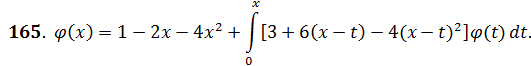 165. φ(x) = 1 − 2x − 4x² + ∫₀ˣ [3 + 6(x − t) − 4(x − t)²]φ(t) dt.